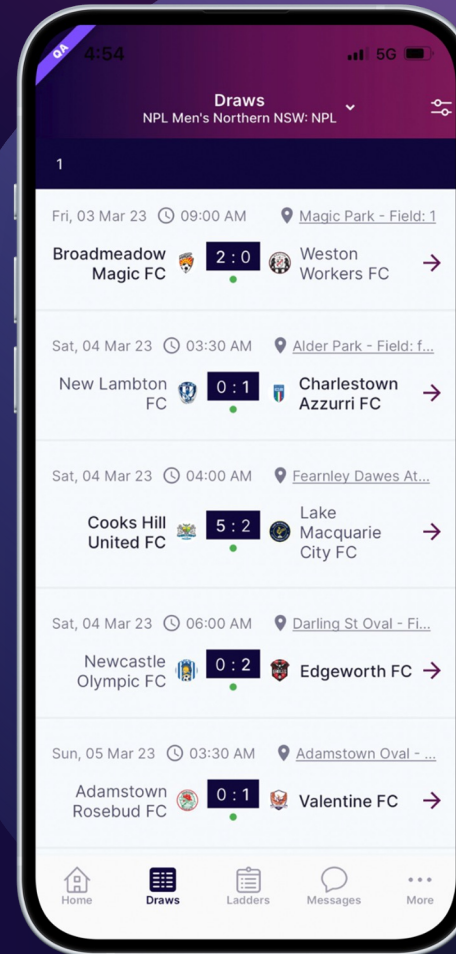 QA
4:54
5G
Draws
NPL Men's Northern NSW: NPL
1
Fri, 03 Mar 23 09:00 AM Magic Park - Field: 1
Broadmeadow
Magic FC
2 : 0
Weston
Workers FC
Sat, 04 Mar 23 03:30 AM Alder Park - Field: f...
New Lambton
FC
0 : 1
Charlestown
Azzurri FC
Sat, 04 Mar 23 04:00 AM Fearnley Dawes At...
Cooks Hill
United FC
5 : 2
Lake
Macquarie
City FC
Sat, 04 Mar 23 06:00 AM Darling St Oval - Fi...
Newcastle
Olympic FC
0 : 2
Edgeworth FC
Sun, 05 Mar 23 03:30 AM Adamstown Oval - ...
Adamstown
Rosebud FC
0 : 1
Valentine FC
Home Draws Ladders Messages More